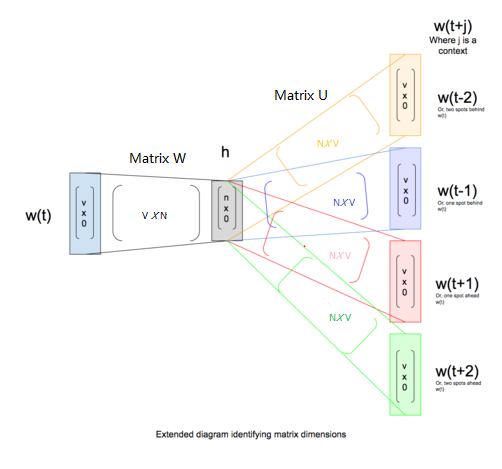 w(t+j)
Where j is a
context
Matrix U
v
x
0
w(t-2)
Or, two spots behind
w(t)
N X V
h
Matrix W
w(t)
v
x
0
V X N
n
x
0
N X V
v
x
0
w(t-1)
Or, one spot behind
w(t)
N X V
v
x
0
w(t+1)
Or, one spot ahead
w(t)
N X V
v
x
0
w(t+2)
Or, two spots ahead
w(t)
Extended diagram identifying matrix dimensions